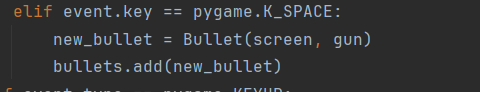 elif event.key == pygame.K_SPACE:
new_bullet = Bullet(screen, gun)
bullets.add(new_bullet)